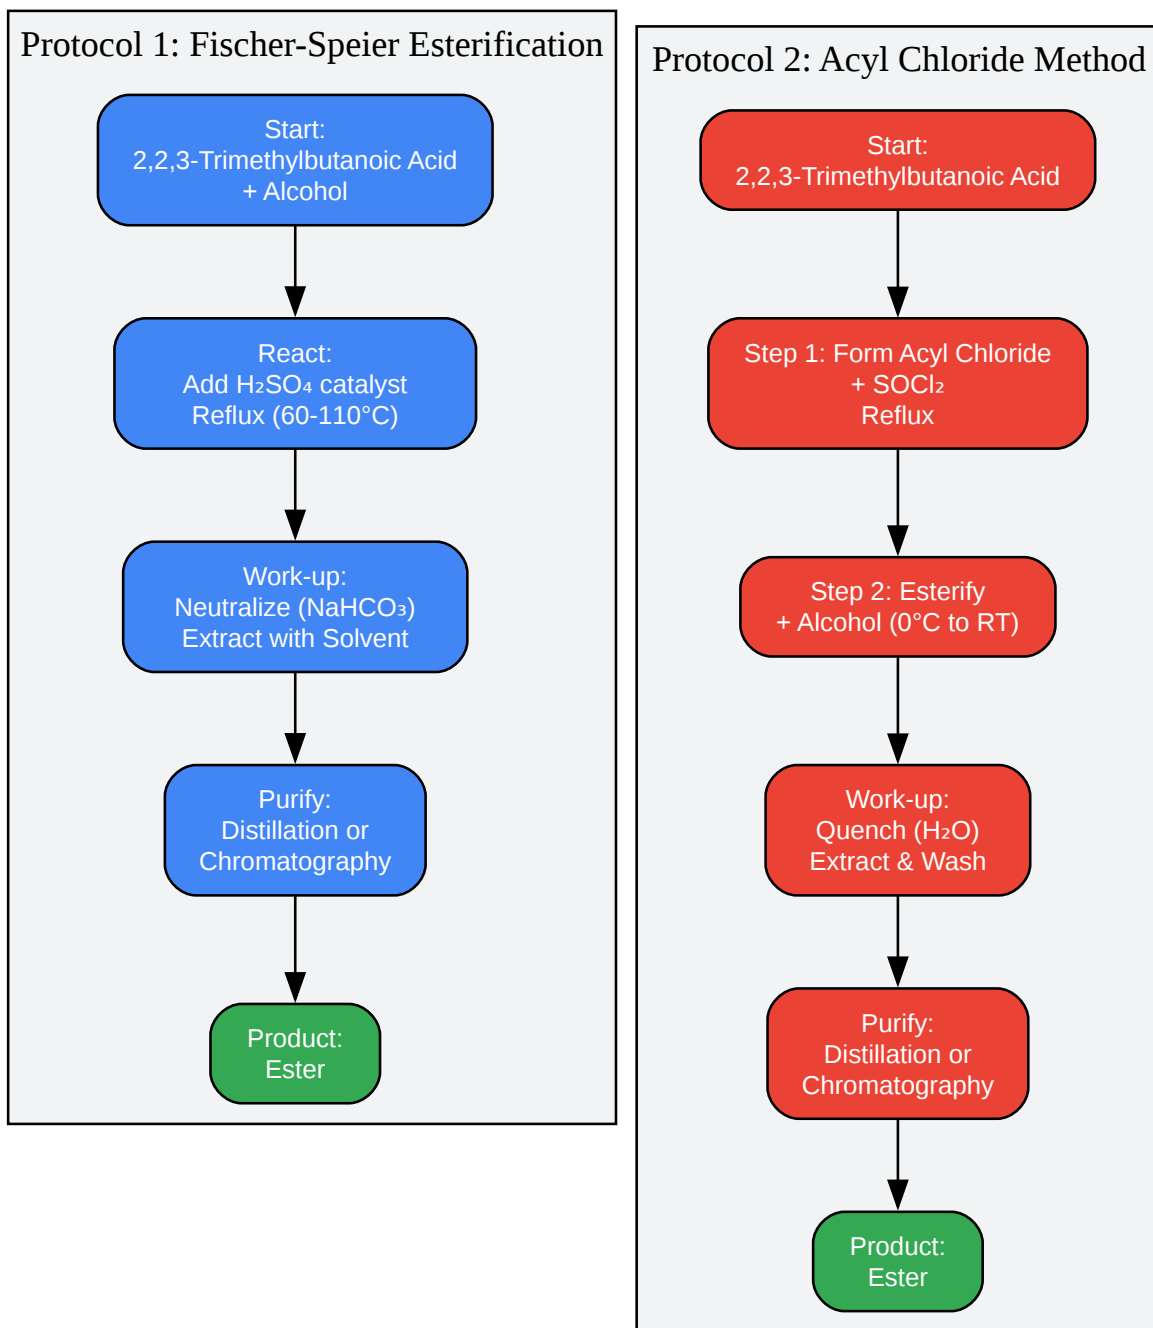 Protocol 1: Fischer-Speier Esterification
Start:
2,2,3-Trimethylbutanoic Acid
+ Alcohol
React:
Add H₂SO₄ catalyst
Reflux (60-110°C)
Work-up:
Neutralize (NaHCO₃)
Extract with Solvent
Purify:
Distillation or
Chromatography
Product:
Ester
Protocol 2: Acyl Chloride Method
Start:
2,2,3-Trimethylbutanoic Acid
Step 1: Form Acyl Chloride
+ SOCl₂
Reflux
Step 2: Esterify
+ Alcohol (0°C to RT)
Work-up:
Quench (H₂O)
Extract & Wash
Purify:
Distillation or
Chromatography
Product:
Ester